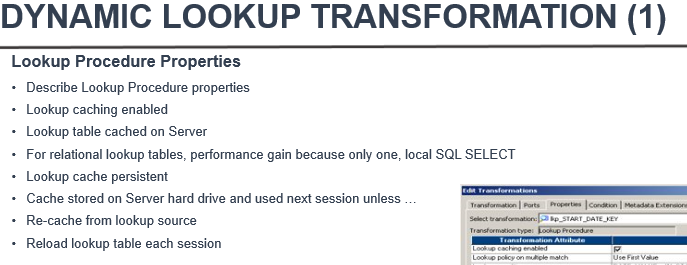 DYNAMIC LOOKUP TRANSFORMATION (1)
Lookup Procedure Properties
• Describe Lookup Procedure properties
• Lookup caching enabled
• Lookup table cached on Server
• For relational lookup tables, performance gain because only one, local SQL SELECT
• Lookup cache persistent
• Cache stored on Server hard drive and used next session unless …
• Re-cache from lookup source
• Reload lookup table each session
Edit Transformations
Transformation Ports Properties Condition Metadata Extensions
Select transformation: lkp_START_DATE_KEY
Transformation type: Lookup Procedure
Transformation Attribute
Lookup caching enabled
Lookup policy on multiple match Use First Value